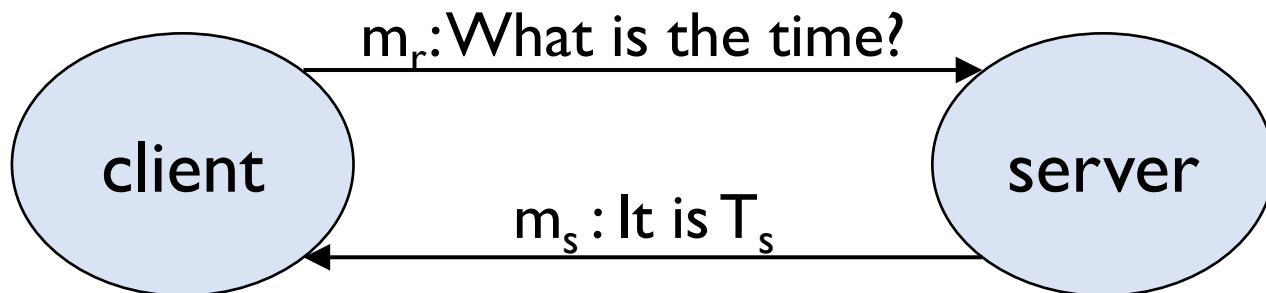 mᵣ: What is the time?
client
server
mₛ : It is Tₛ